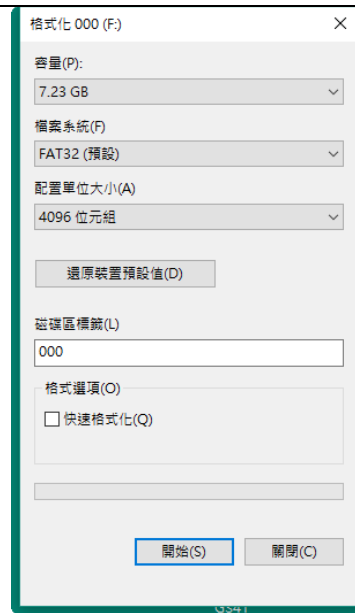 格式化 000 (F:)
容量(P):
7.23 GB
檔案系統(F)
FAT32 (預設)
配置單位大小(A)
4096 位元組
還原裝置預設值(D)
磁碟區標籤(L)
000
格式選項(O)
快速格式化(Q)
開始(S)
關閉(C)